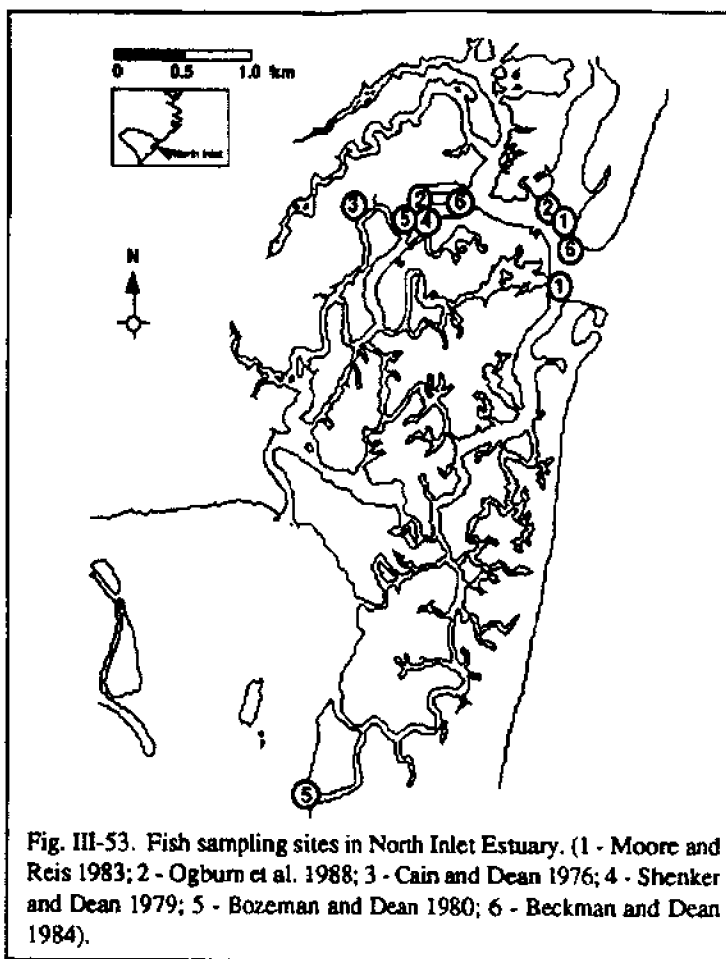 0 0.5 1.0 km
North Inlet
N
3
2
6
5
4
2
1
6
1
5
Fig. III-53. Fish sampling sites in North Inlet Estuary. (1 - Moore and
Reis 1983; 2 - Ogburn et al. 1988; 3 - Cain and Dean 1976; 4 - Shenker
and Dean 1979; 5 - Bozeman and Dean 1980; 6 - Beckman and Dean
1984).